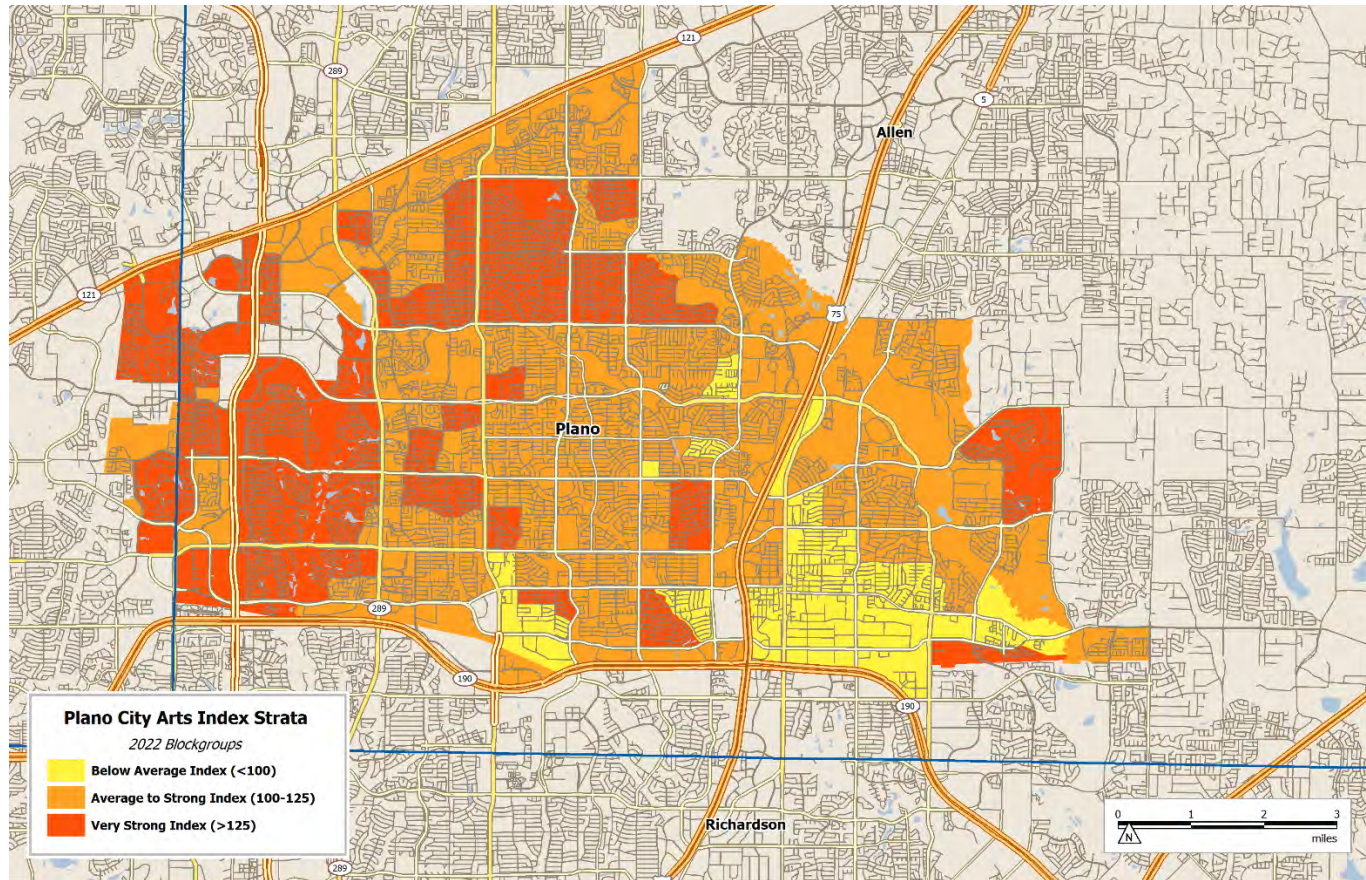 121
289
5
Allen
121
75
Plano
289
190
190
Plano City Arts Index Strata
2022 Blockgroups
Below Average Index (<100)
Average to Strong Index (100-125)
Very Strong Index (>125)
Richardson
0 1 2 3
N
miles
289